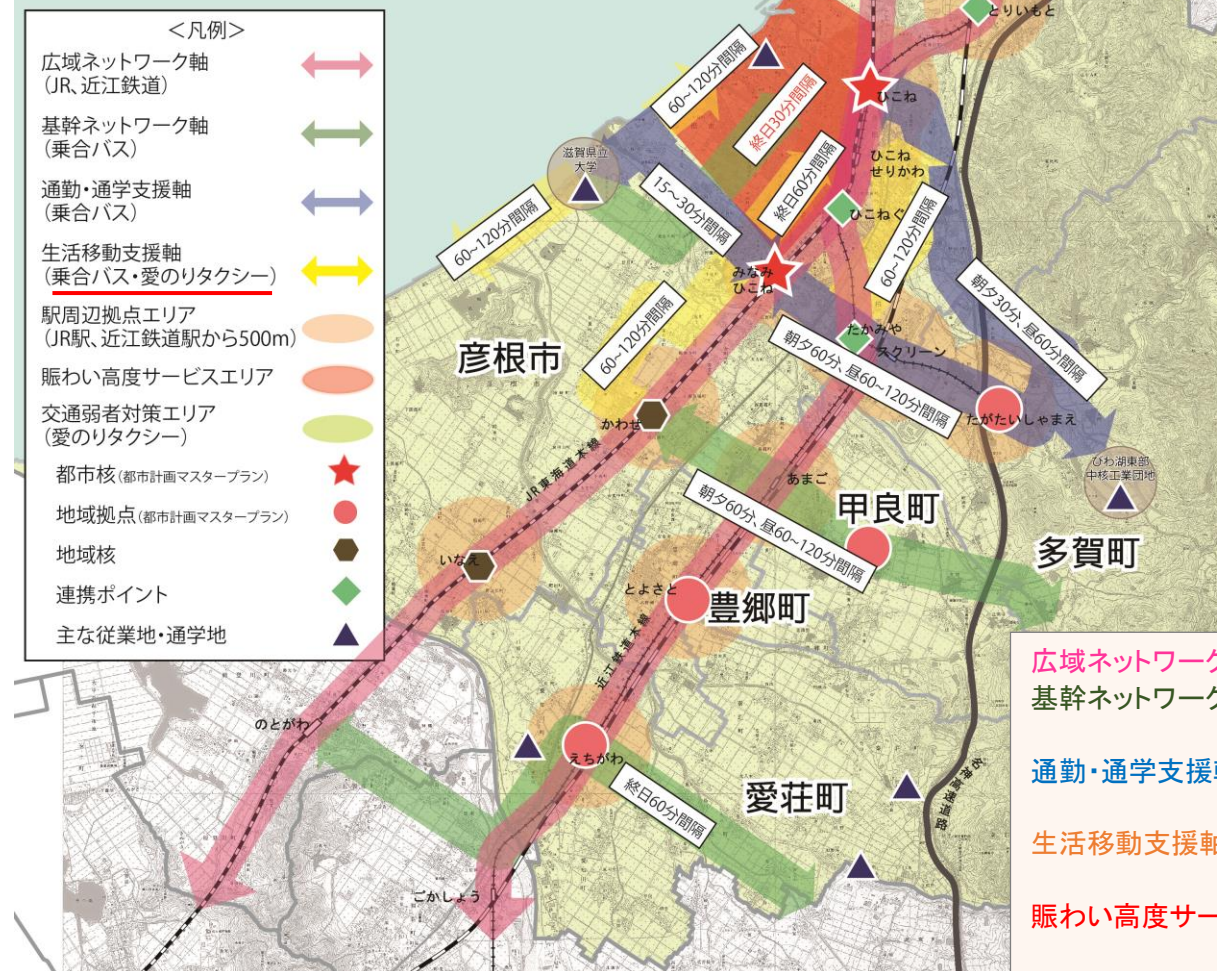 <凡例>
広域ネットワーク軸
(JR、近江鉄道)
基幹ネットワーク軸
(乗合バス)
通勤・通学支援軸
(乗合バス)
生活移動支援軸
(乗合バス・愛のりタクシー)
駅周辺拠点エリア
(JR駅、近江鉄道駅から500m)
賑わい高度サービスエリア
交通弱者対策エリア
(愛のりタクシー)
都市核(都市計画マスタープラン)
地域拠点(都市計画マスタープラン)
地域核
連携ポイント
主な従業地・通学地
とりいもと
60~120分間隔
終日30分間隔
ひこね
滋賀県立
大学
ひこね
せりかわ
終日60分間隔
15~30分間隔
ひこねぐ
60~120分間隔
60~120分間隔
みなみ
ひこね
朝夕30分、昼60分間隔
たかみや
スクリーン
60~120分間隔
朝夕60分、昼60~120分間隔
彦根市
たがたいしゃまえ
かわせ
JR東海道本線
びわ湖東部
中核工業団地
あまご
朝夕60分、昼60~120分間隔
甲良町
多賀町
いなえ
とよさと
豊郷町
近江鉄道本線
のとがわ
えちがわ
終日60分間隔
愛荘町
名神高速道路
ごかしょう
広域ネットワーク
基幹ネットワーク
通勤・通学支援軸
生活移動支援軸
賑わい高度サー